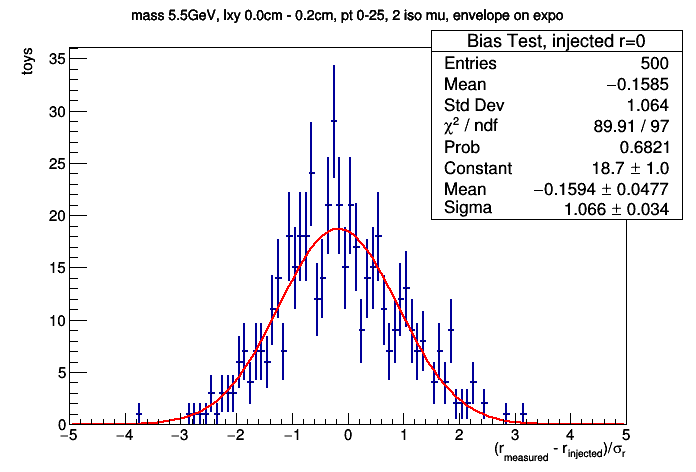 mass 5.5GeV, lxy 0.0cm - 0.2cm, pt 0-25, 2 iso mu, envelope on expo
Bias Test, injected r=0
Entries 500
Mean −0.1585
Std Dev 1.064
χ² / ndf 89.91 / 97
Prob 0.6821
Constant 18.7 ± 1.0
Mean −0.1594 ± 0.0477
Sigma 1.066 ± 0.034
toys
35
30
25
20
15
10
5
0
−5 −4 −3 −2 −1 0 1 2 3 4 5
(r_measured - r_injected)/σ_r